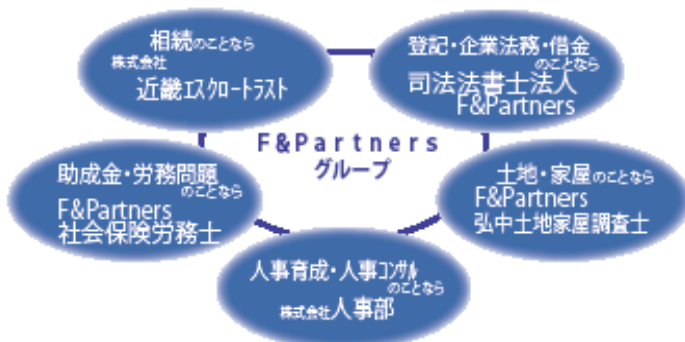 相続のことなら
株式会社
近畿エスクロートラスト
登記・企業法務・借金
のことなら
司法法書士法人
F&Partners
F&Partners
グループ
助成金・労務問題
のことなら
F&Partners
社会保険労務士
土地・家屋のことなら
F&Partners
弘中土地家屋調査士
人事育成・人事コンサル
のことなら
株式会社人事部